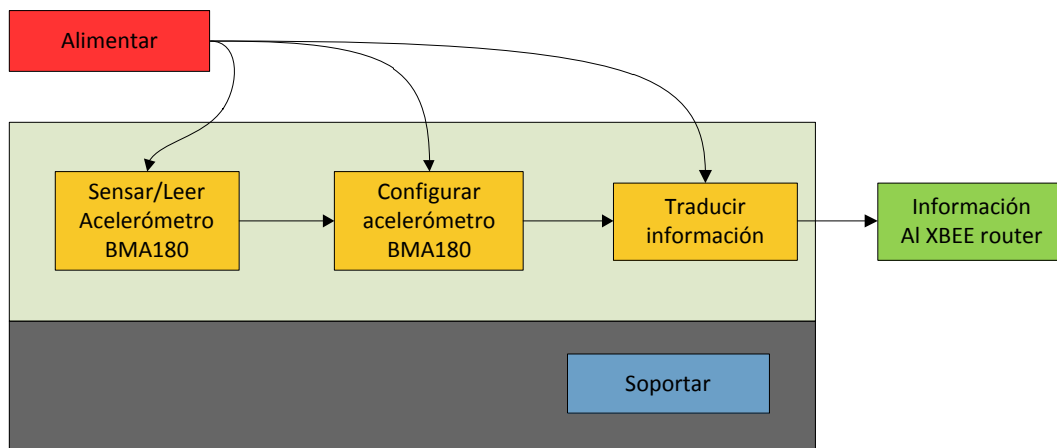 Alimentar
Sensar/Leer
Acelerómetro
BMA180
Configurar
acelerómetro
BMA180
Traducir
información
Información
Al XBEE router
Soportar